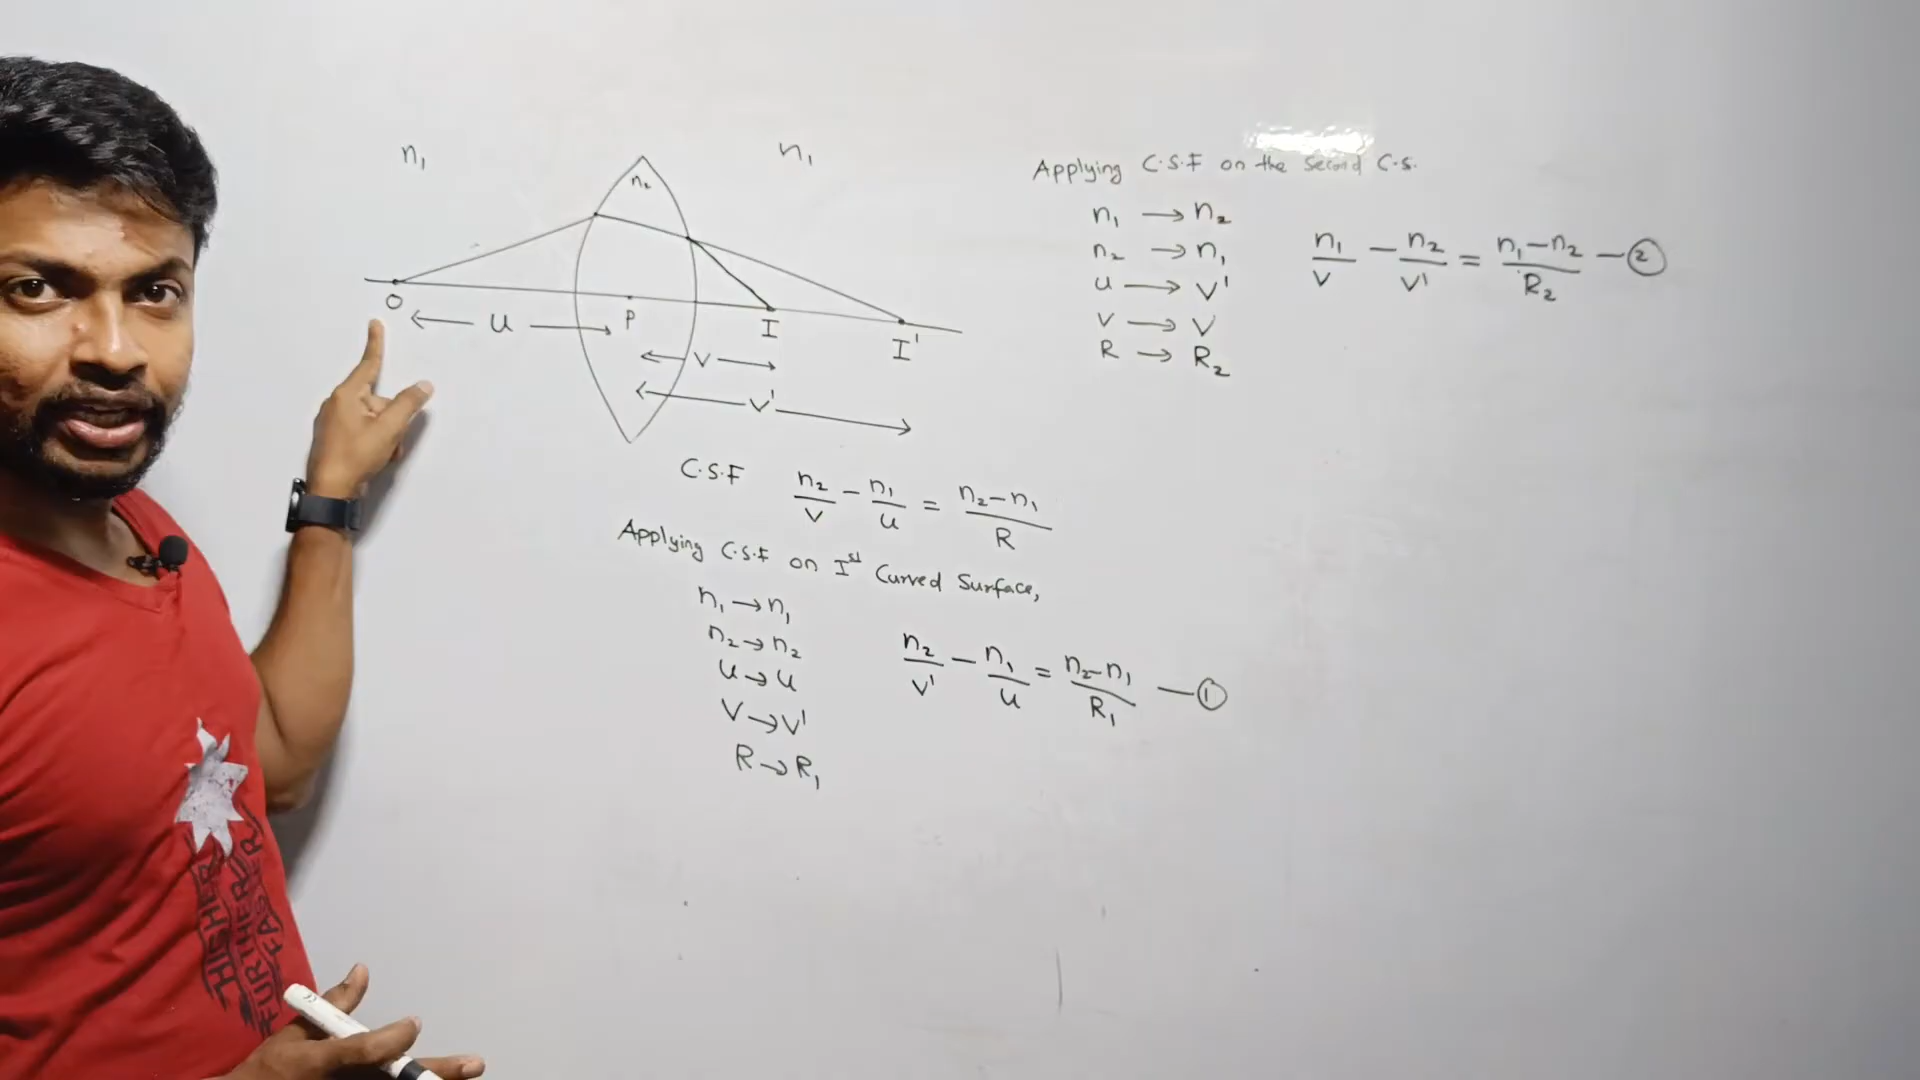 n₁
n₁
n₂
O
P
I
I'
u
v
v'
C.S.F n₂/v - n₁/u = n₂-n₁/R
Applying C.S.F on Iˢᵗ Curved Surface,
n₁ → n₁
n₂ → n₂
u → u
v → v'
R → R₁
n₂/v' - n₁/u = n₂-n₁/R₁ — ①
Applying C.S.F on the Second C.S.
n₁ → n₂
n₂ → n₁
u → v'
v → v
R → R₂
n₁/v - n₂/v' = n₁-n₂/R₂ — ②
HIGHER
FURTHER
FASTER